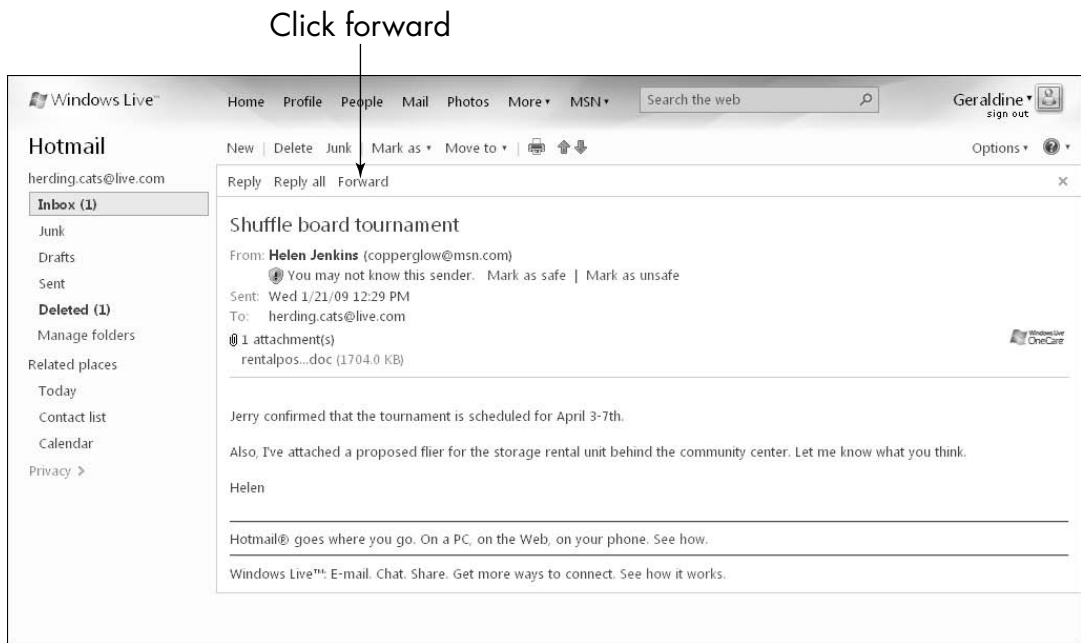 Click forward
Windows Live™
Home Profile People Mail Photos More MSN Search the web Geraldine
sign out
Hotmail
New | Delete Junk | Mark as Move to | Options
herding.cats@live.com
Reply Reply all Forward
Inbox (1)
Junk
Drafts
Sent
Deleted (1)
Manage folders
Related places
Today
Contact list
Calendar
Privacy >
Shuffle board tournament
From: Helen Jenkins (copperglow@msn.com)
You may not know this sender. Mark as safe | Mark as unsafe
Sent: Wed 1/21/09 12:29 PM
To: herding.cats@live.com
1 attachment(s)
Windows Live
OneCare
rentalpos...doc (1704.0 KB)
Jerry confirmed that the tournament is scheduled for April 3-7th.
Also, I've attached a proposed flier for the storage rental unit behind the community center. Let me know what you think.
Helen
Hotmail® goes where you go. On a PC, on the Web, on your phone. See how.
Windows Live™: E-mail. Chat. Share. Get more ways to connect. See how it works.